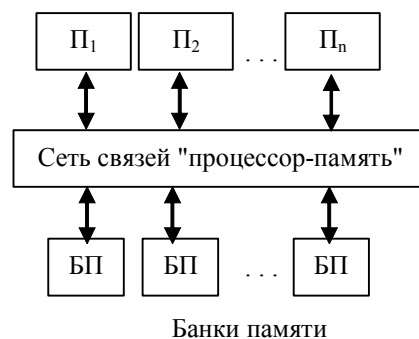 П₁ П₂ . . . Пₙ
Сеть связей "процессор-память"
БП БП . . . БП
Банки памяти